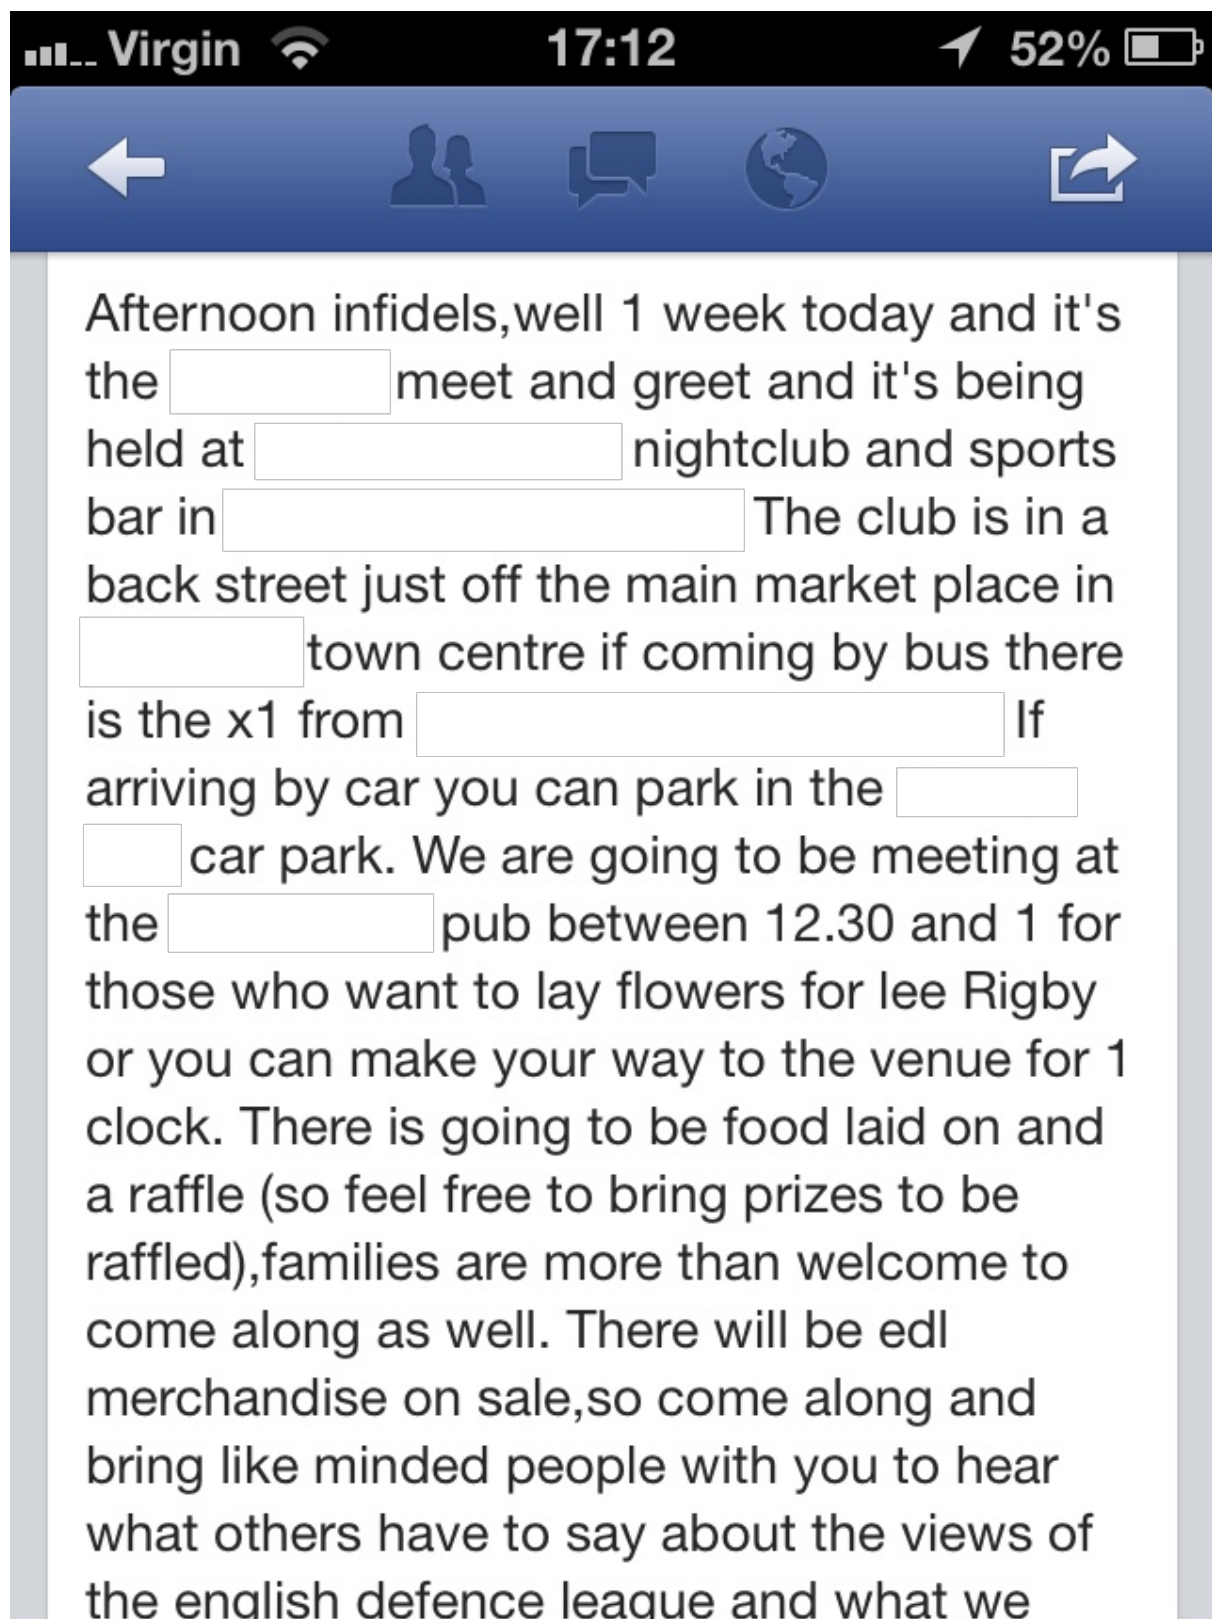 Virgin 17:12 52%
Afternoon infidels,well 1 week today and it's
the meet and greet and it's being
held at nightclub and sports
bar in The club is in a
back street just off the main market place in
town centre if coming by bus there
is the x1 from If
arriving by car you can park in the
car park. We are going to be meeting at
the pub between 12.30 and 1 for
those who want to lay flowers for lee Rigby
or you can make your way to the venue for 1
clock. There is going to be food laid on and
a raffle (so feel free to bring prizes to be
raffled),families are more than welcome to
come along as well. There will be edl
merchandise on sale,so come along and
bring like minded people with you to hear
what others have to say about the views of
the english defence league and what we